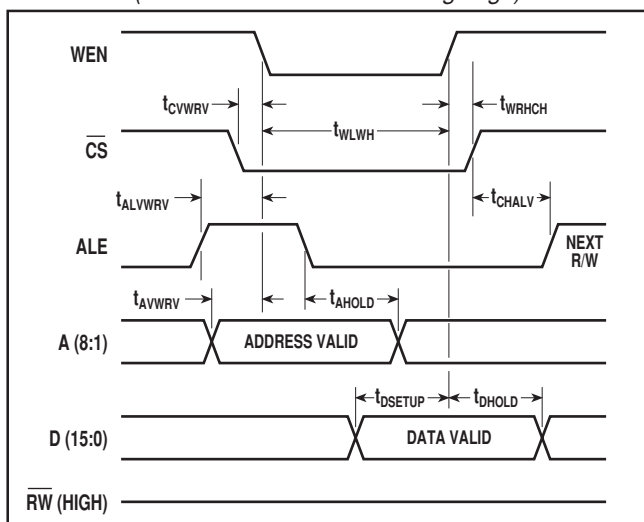 WEN
tCVWRV
tWLWH
tWRHCH
CS
tALVWRV
tCHALV
ALE
NEXT
R/W
tAVWRV
tAHOLD
A (8:1)
ADDRESS VALID
tDSETUP
tDHOLD
D (15:0)
DATA VALID
RW (HIGH)